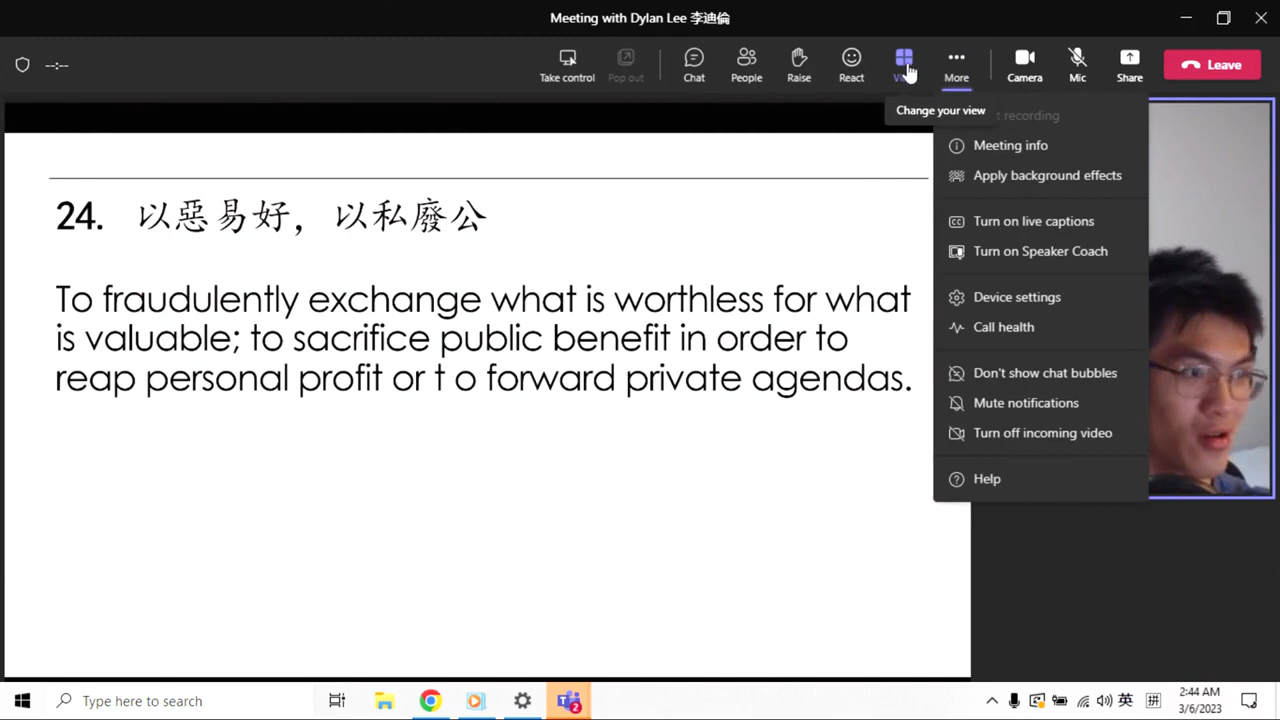 Meeting with Dylan Lee 李迪倫
--:--
Take control
Pop out
Chat
People
Raise
React
More
Camera
Mic
Share
Leave
Change your view
recording
Meeting info
Apply background effects
Turn on live captions
Turn on Speaker Coach
Device settings
Call health
Don't show chat bubbles
Mute notifications
Turn off incoming video
Help
24. 以惡易好，以私廢公
To fraudulently exchange what is worthless for what
is valuable; to sacrifice public benefit in order to
reap personal profit or t o forward private agendas.
Type here to search
2
英
拼
2:44 AM
3/6/2023